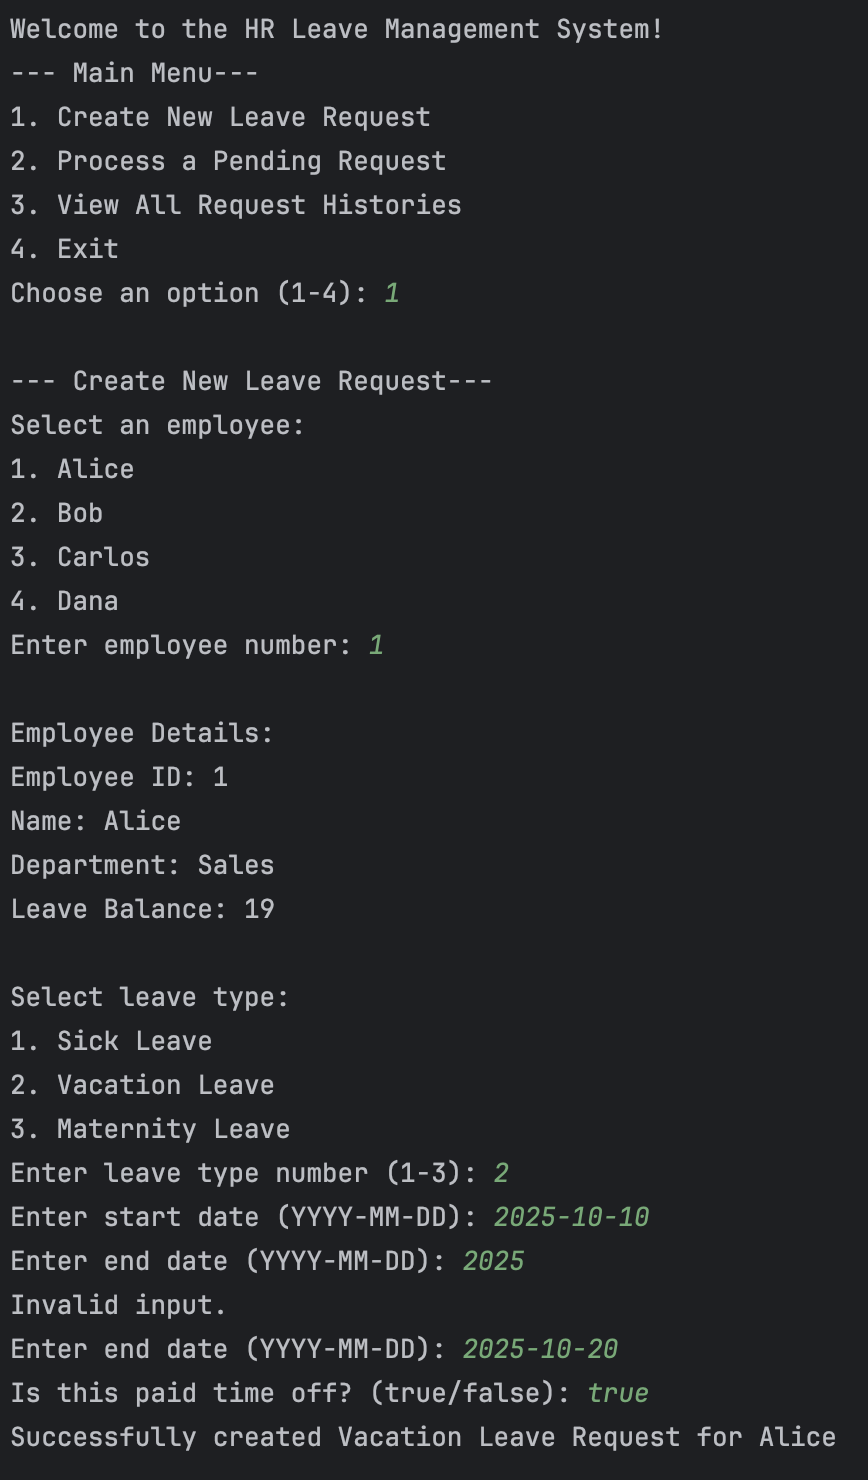 Welcome to the HR Leave Management System!
--- Main Menu---
1. Create New Leave Request
2. Process a Pending Request
3. View All Request Histories
4. Exit
Choose an option (1-4): 1
--- Create New Leave Request---
Select an employee:
1. Alice
2. Bob
3. Carlos
4. Dana
Enter employee number: 1
Employee Details:
Employee ID: 1
Name: Alice
Department: Sales
Leave Balance: 19
Select leave type:
1. Sick Leave
2. Vacation Leave
3. Maternity Leave
Enter leave type number (1-3): 2
Enter start date (YYYY-MM-DD): 2025-10-10
Enter end date (YYYY-MM-DD): 2025
Invalid input.
Enter end date (YYYY-MM-DD): 2025-10-20
Is this paid time off? (true/false): true
Successfully created Vacation Leave Request for Alice